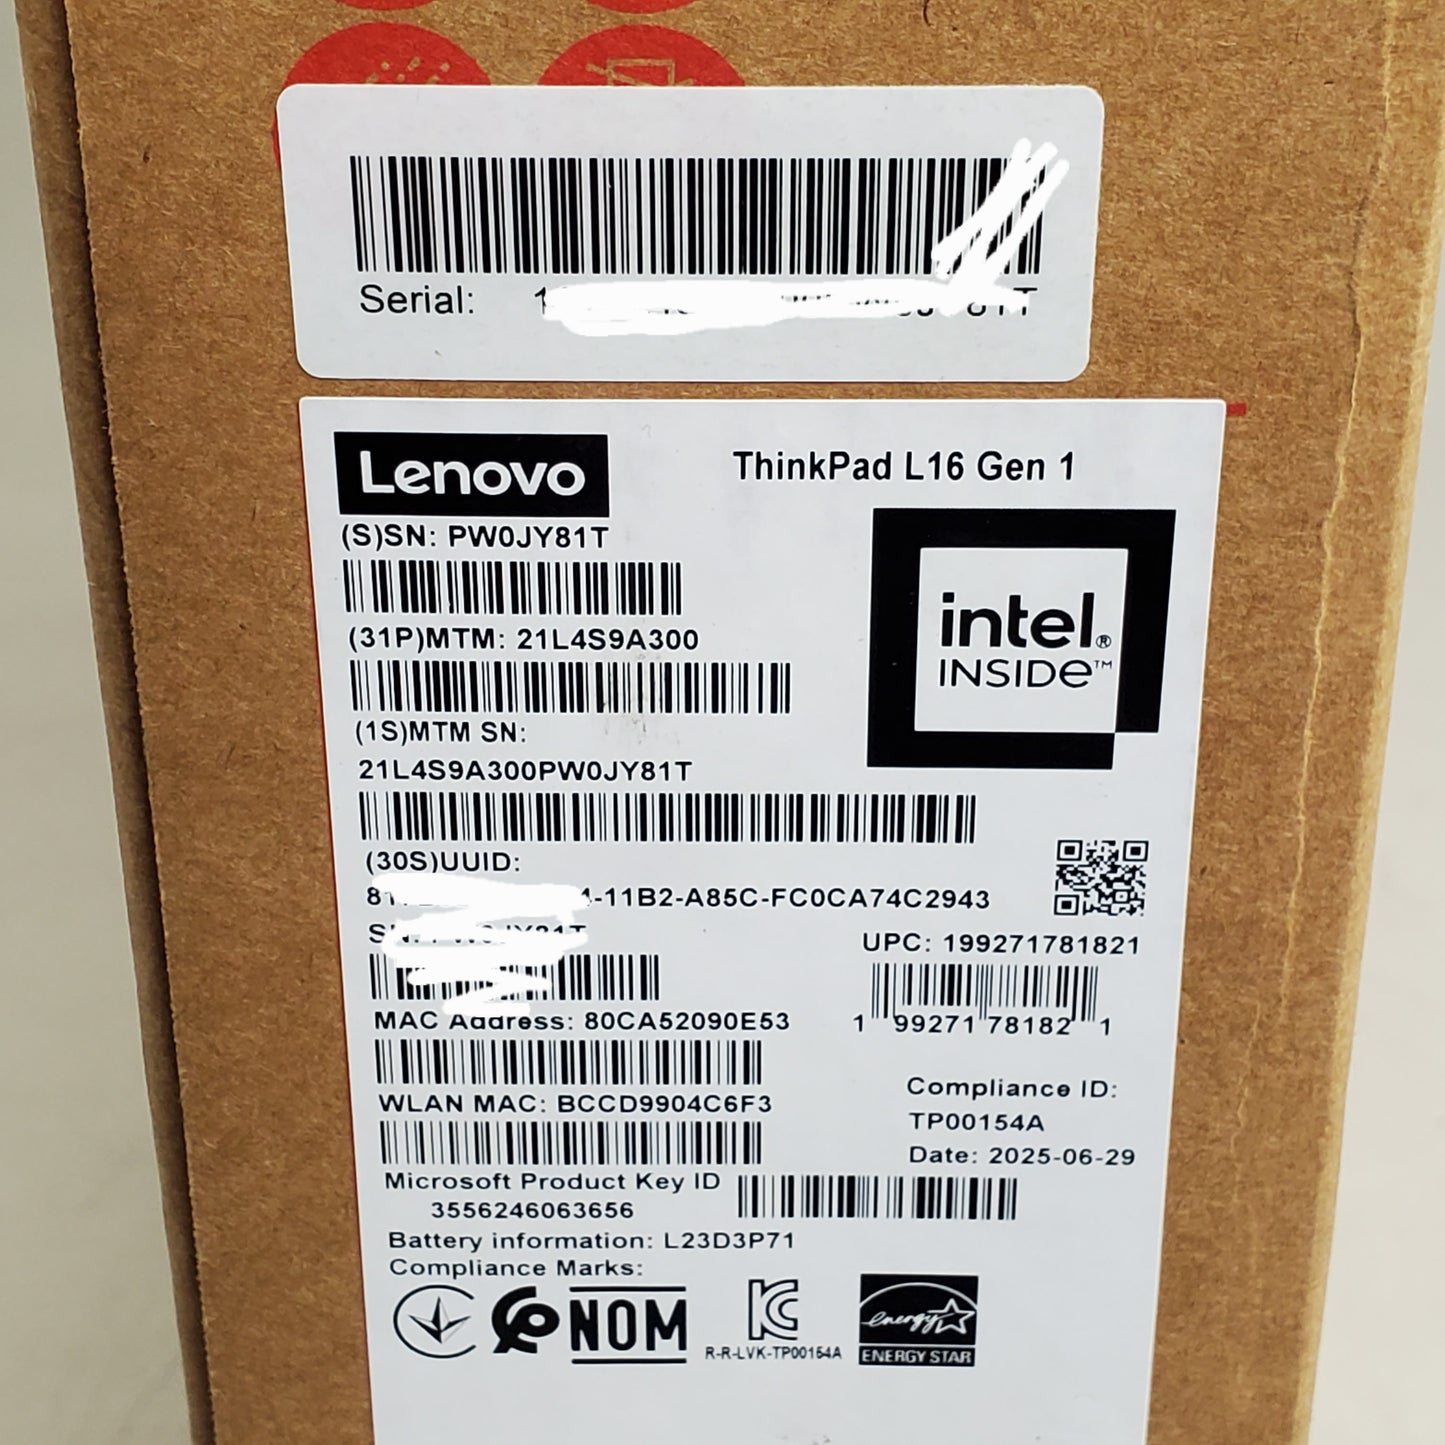 Serial:
Lenovo
ThinkPad L16 Gen 1
(S)SN: PW0JY81T
intel®
INSIDE™
(31P)MTM: 21L4S9A300
(1S)MTM SN:
21L4S9A300PW0JY81T
(30S)UUID:
-11B2-A85C-FC0CA74C2943
UPC: 199271781821
1 99271 78182 1
MAC Address: 80CA52090E53
WLAN MAC: BCCD9904C6F3
Compliance ID:
TP00154A
Date: 2025-06-29
Microsoft Product Key ID
3556246063656
Battery information: L23D3P71
Compliance Marks:
NOM
R-R-LVK-TP00154A
energy
ENERGY STAR